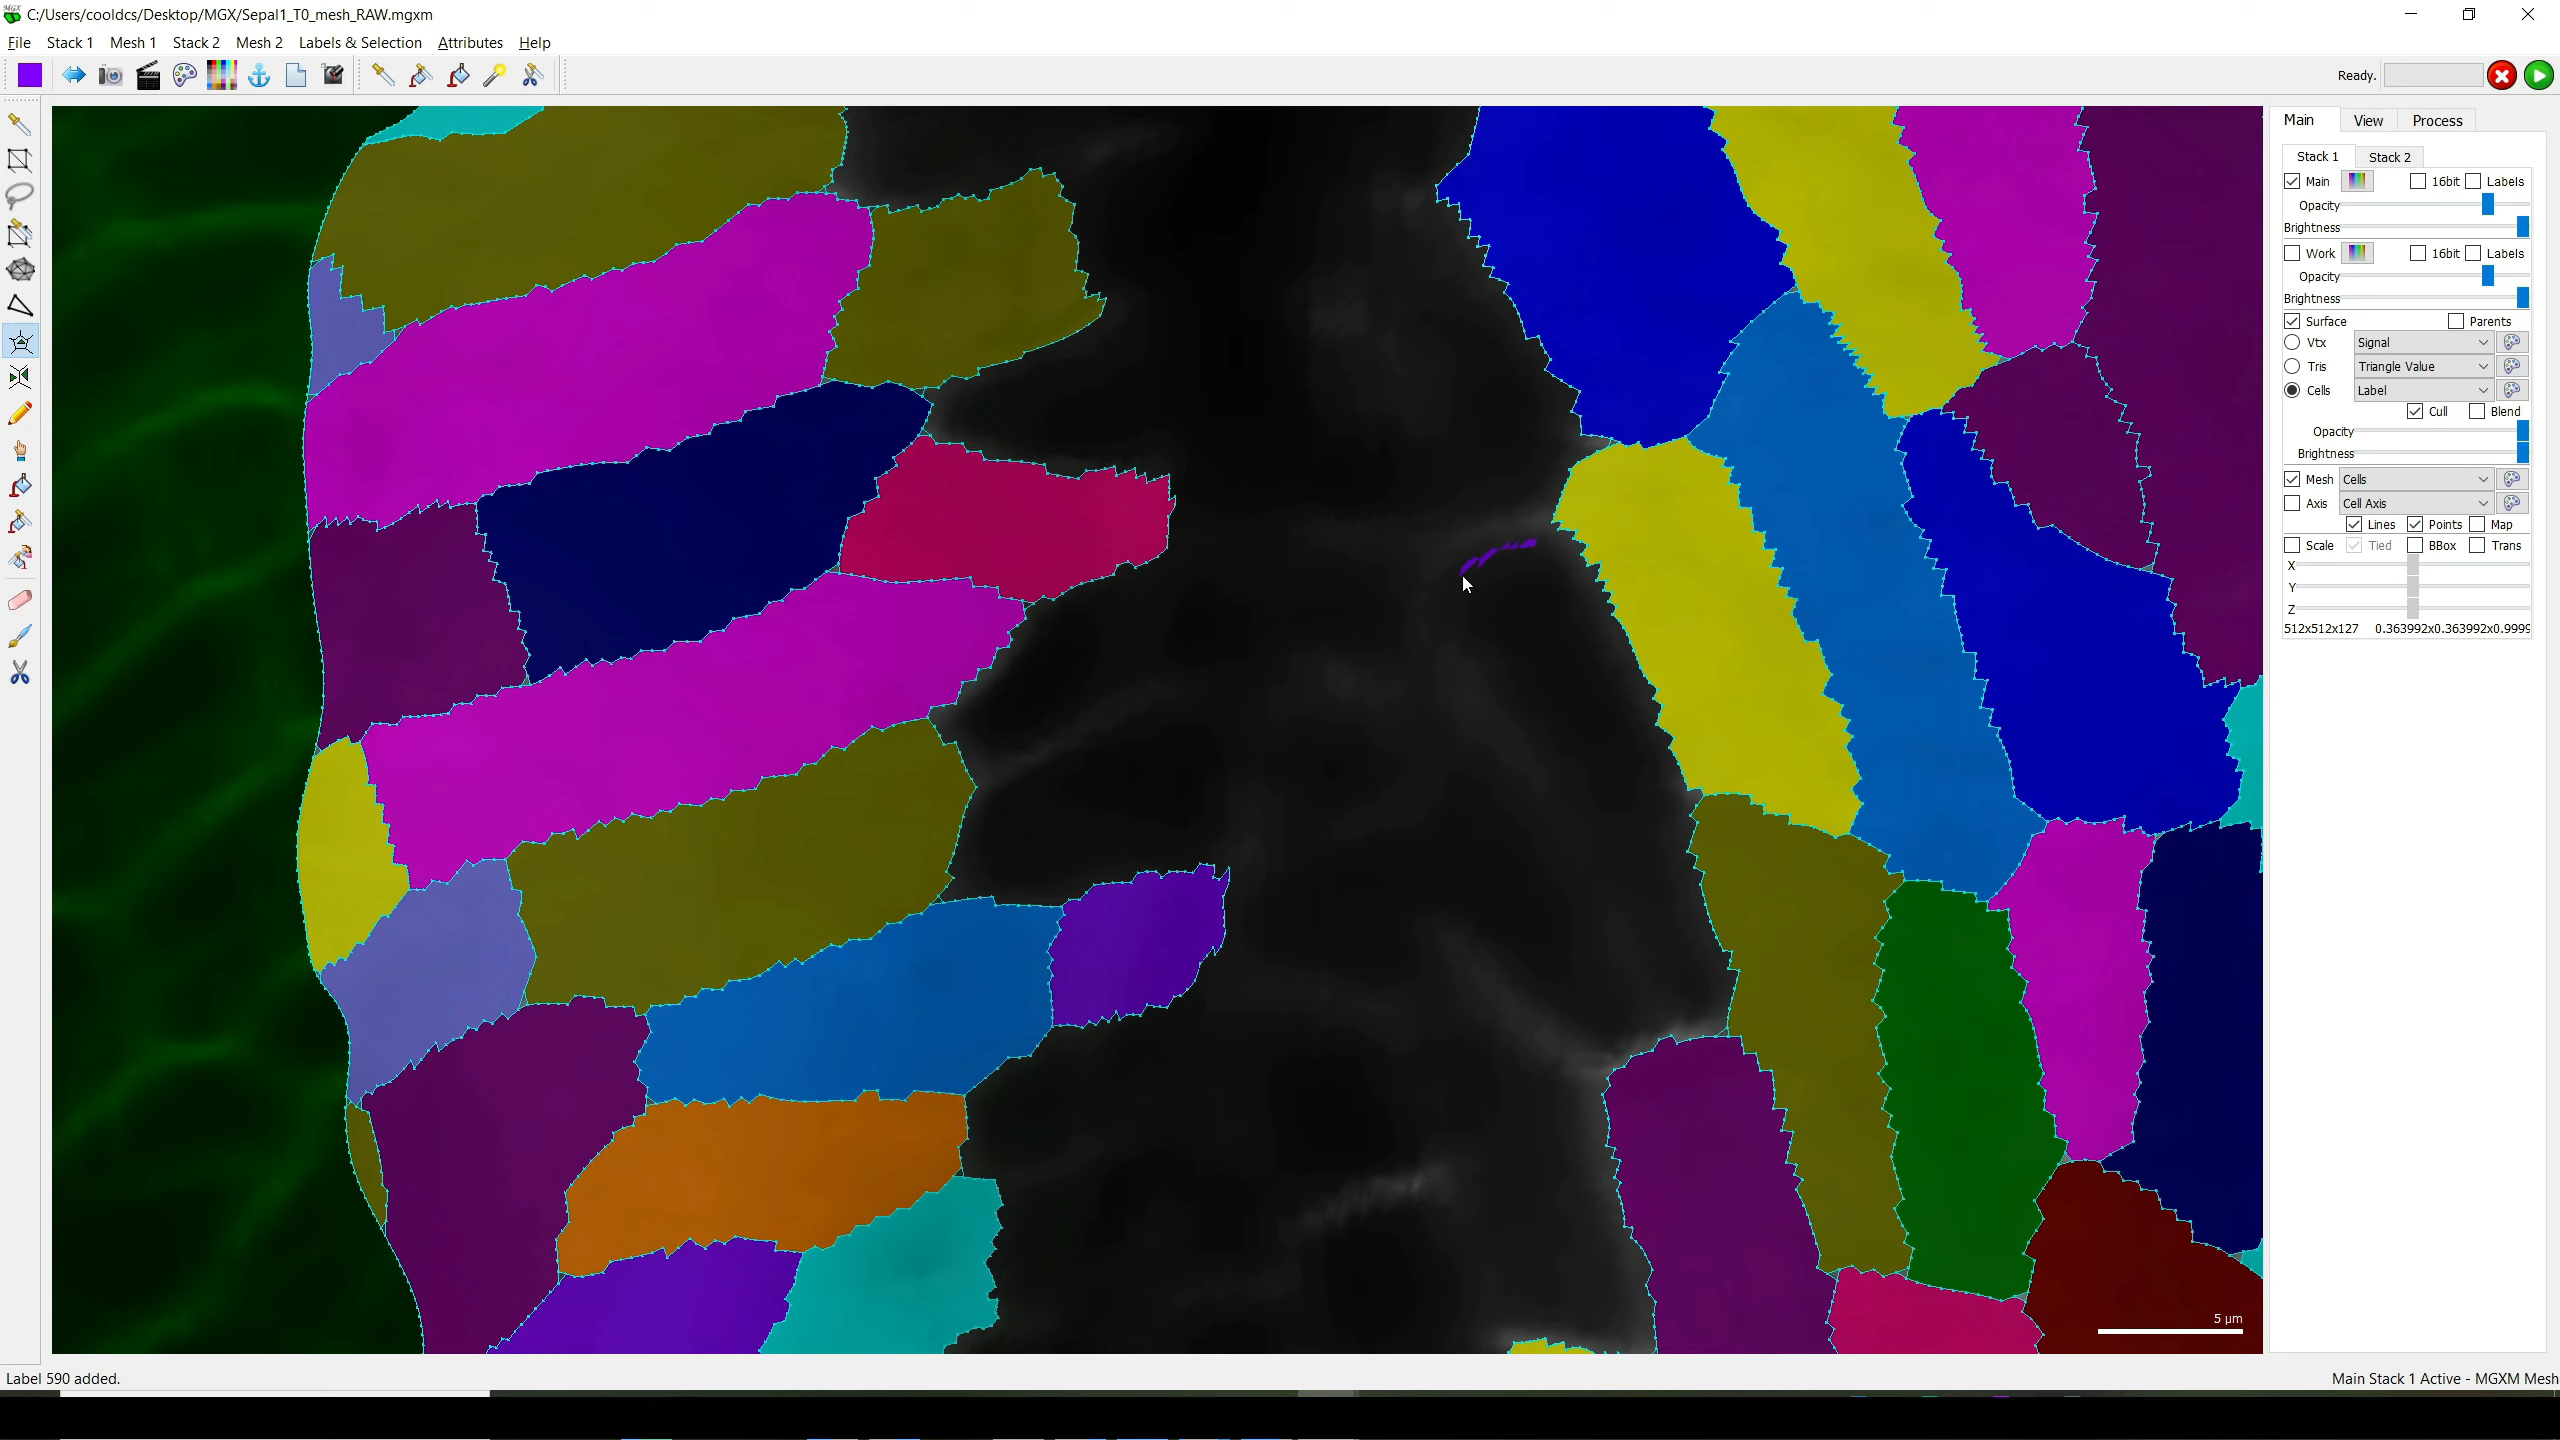 MGX C:/Users/cooldcs/Desktop/MGX/Sepal1_T0_mesh_RAW.mgxm
File Stack 1 Mesh 1 Stack 2 Mesh 2 Labels & Selection Attributes Help
Ready.
Main View Process
Stack 1 Stack 2
Main 16bit Labels
Opacity
Brightness
Work 16bit Labels
Opacity
Brightness
Surface Parents
Vtx Signal
Tris Triangle Value
Cells Label
Cull Blend
Opacity
Brightness
Mesh Cells
Axis Cell Axis
Lines Points Map
Scale Tied BBox Trans
X
Y
Z
512x512x127 0.363992x0.363992x0.9999
5 µm
Label 590 added.
Main Stack 1 Active - MGXM Mesh